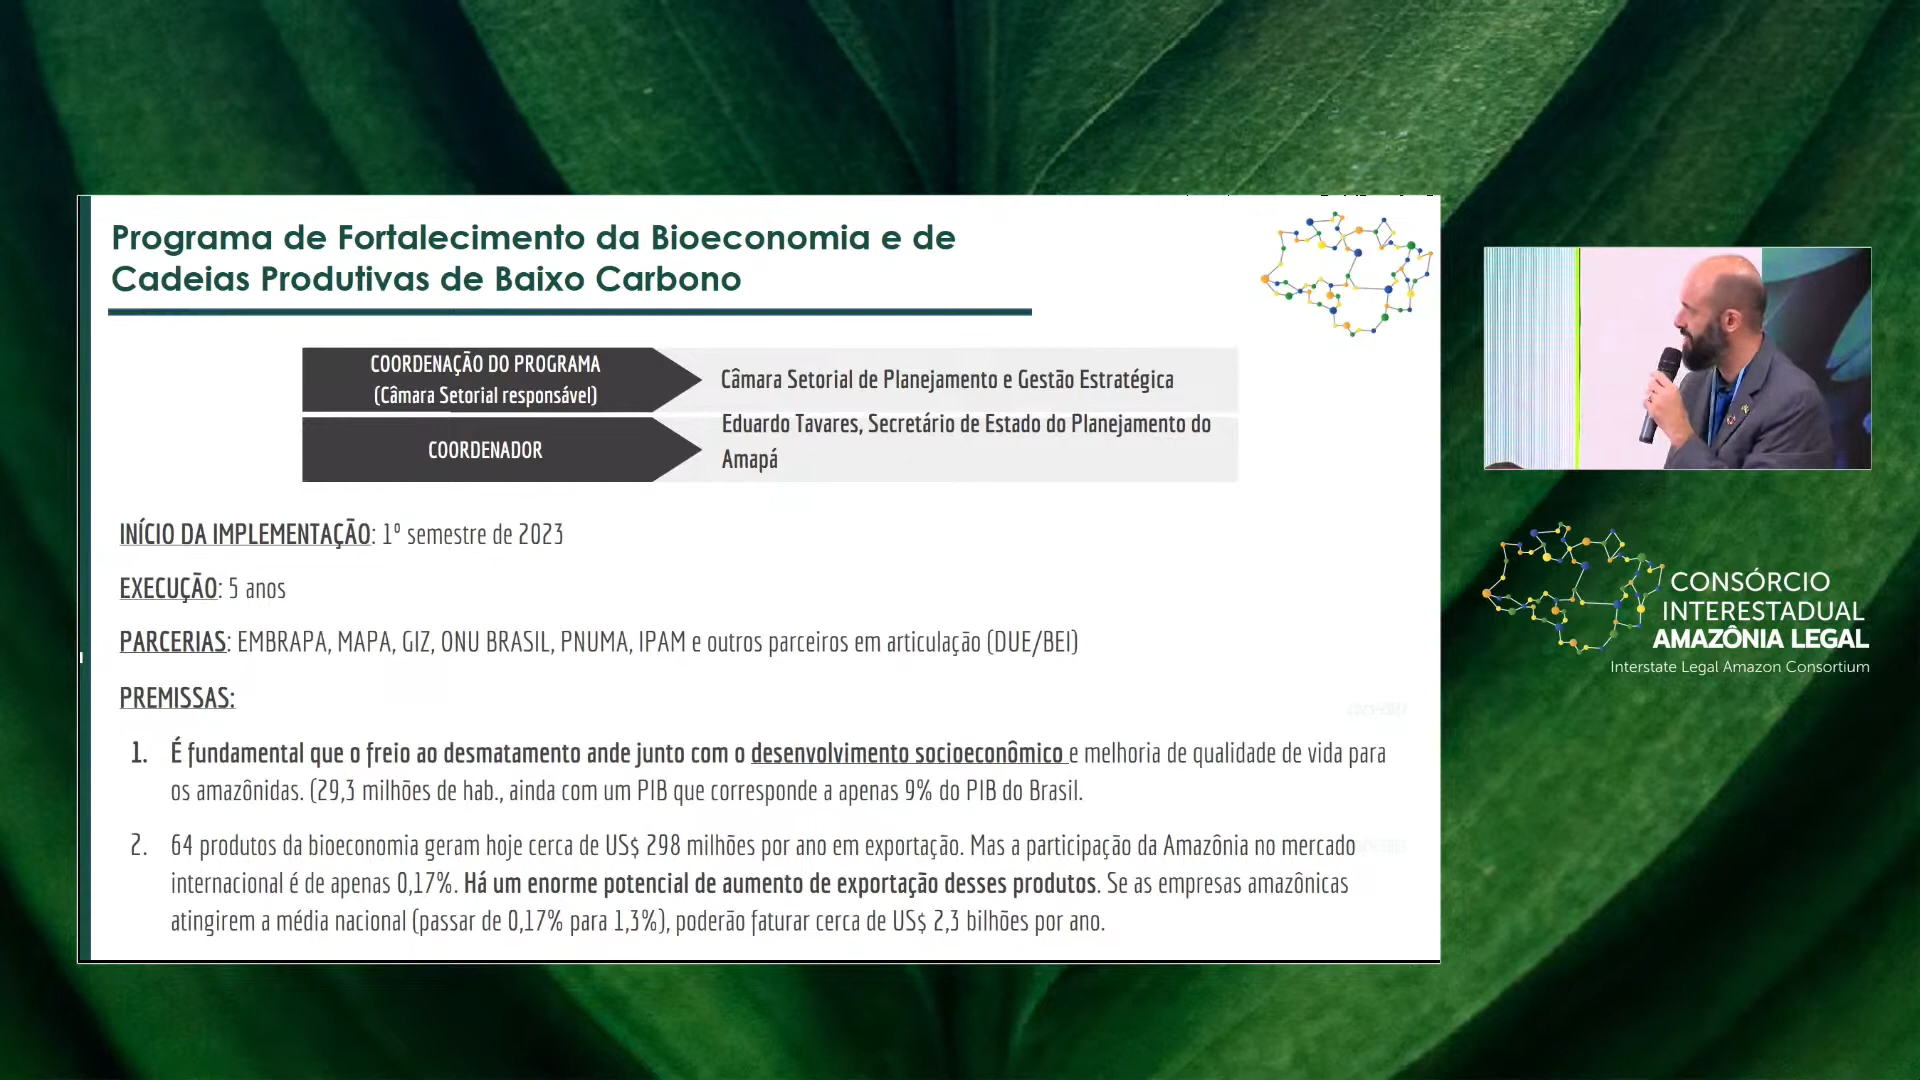 Programa de Fortalecimento da Bioeconomia e de
Cadeias Produtivas de Baixo Carbono
COORDENAÇÃO DO PROGRAMA
(Câmara Setorial responsável)
Câmara Setorial de Planejamento e Gestão Estratégica
COORDENADOR
Eduardo Tavares, Secretário de Estado do Planejamento do
Amapá
INÍCIO DA IMPLEMENTAÇÃO: 1º semestre de 2023
EXECUÇÃO: 5 anos
PARCERIAS: EMBRAPA, MAPA, GIZ, ONU BRASIL, PNUMA, IPAM e outros parceiros em articulação (DUE/BEI)
PREMISSAS:
1. É fundamental que o freio ao desmatamento ande junto com o desenvolvimento socioeconômico e melhoria de qualidade de vida para
os amazônidas. (29,3 milhões de hab., ainda com um PIB que corresponde a apenas 9% do PIB do Brasil.
2. 64 produtos da bioeconomia geram hoje cerca de US$ 298 milhões por ano em exportação. Mas a participação da Amazônia no mercado
internacional é de apenas 0,17%. Há um enorme potencial de aumento de exportação desses produtos. Se as empresas amazônicas
atingirem a média nacional (passar de 0,17% para 1,3%), poderão faturar cerca de US$ 2,3 bilhões por ano.
CONSÓRCIO
INTERESTADUAL
AMAZÔNIA LEGAL
Interstate Legal Amazon Consortium